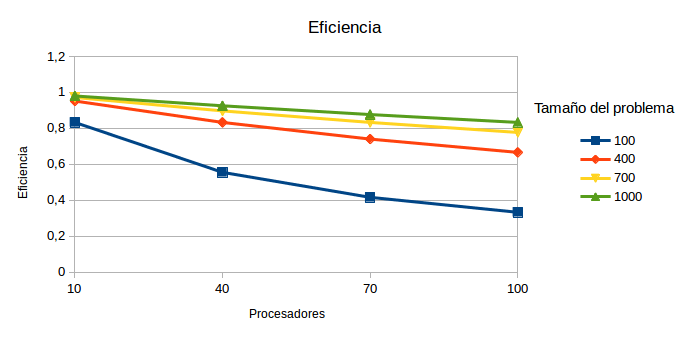 Eficiencia
1,2
1
0,8
0,6
0,4
0,2
0
Eficiencia
10 40 70 100
Procesadores
Tamaño del problema
100
400
700
1000